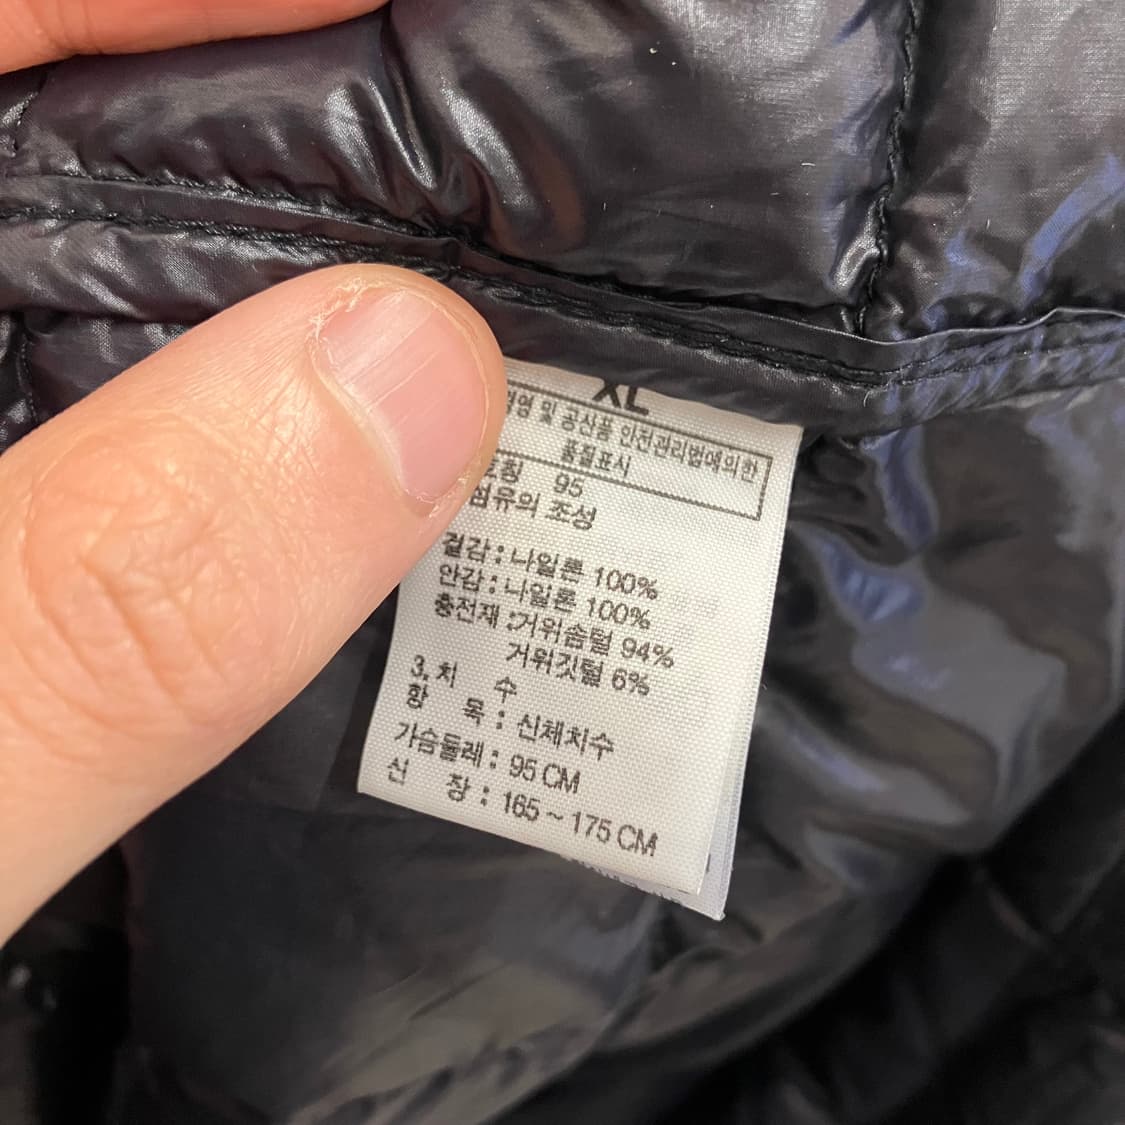 XL
및 공산품 안전관리법에의한
품질표시
호칭 95
섬유의 조성
겉감 : 나일론 100%
안감 : 나일론 100%
충전재 : 거위솜털 94%
거위깃털 6%
3. 치 수
항 목 : 신체치수
가슴둘레 : 95 CM
신 장 : 165 ~ 175 CM